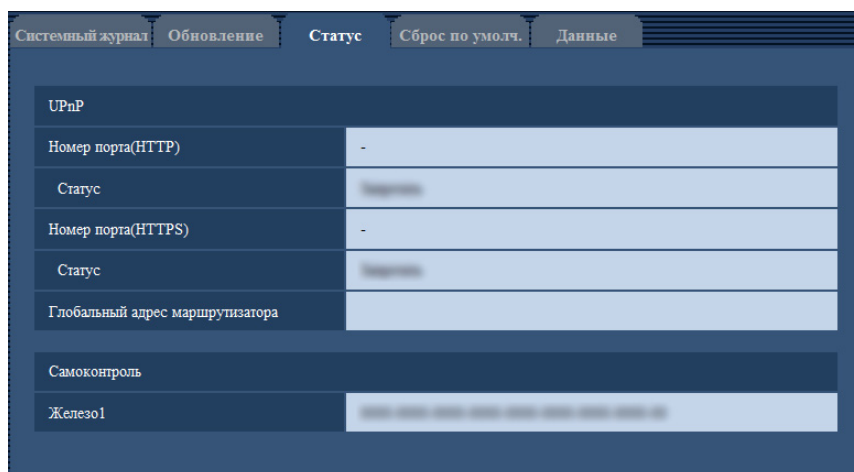 Системный журнал Обновление Статус Сброс по умолч. Данные
UPnP
Номер порта(HTTP) -
Статус
Номер порта(HTTPS) -
Статус
Глобальный адрес маршрутизатора
Самоконтроль
Железо1